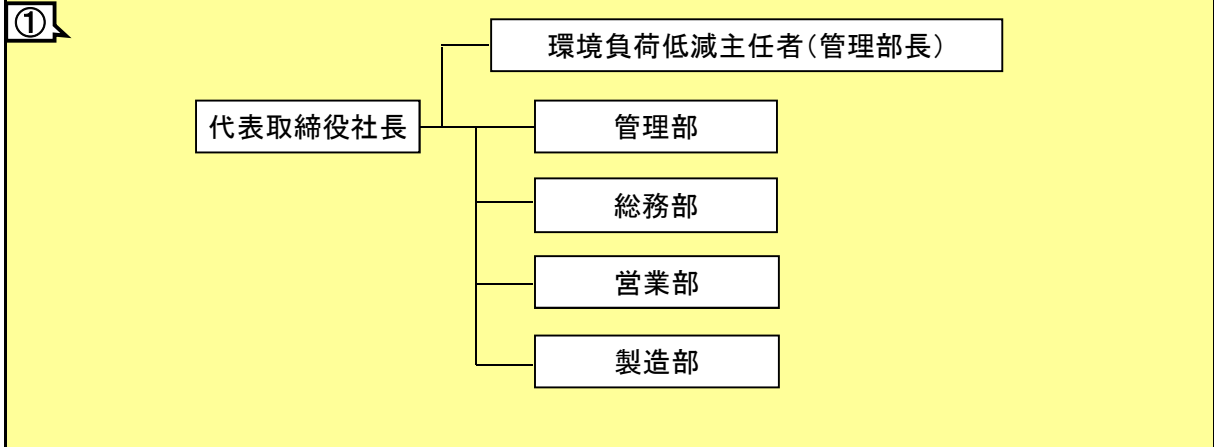 ①
環境負荷低減主任者(管理部長)
代表取締役社長
管理部
総務部
営業部
製造部